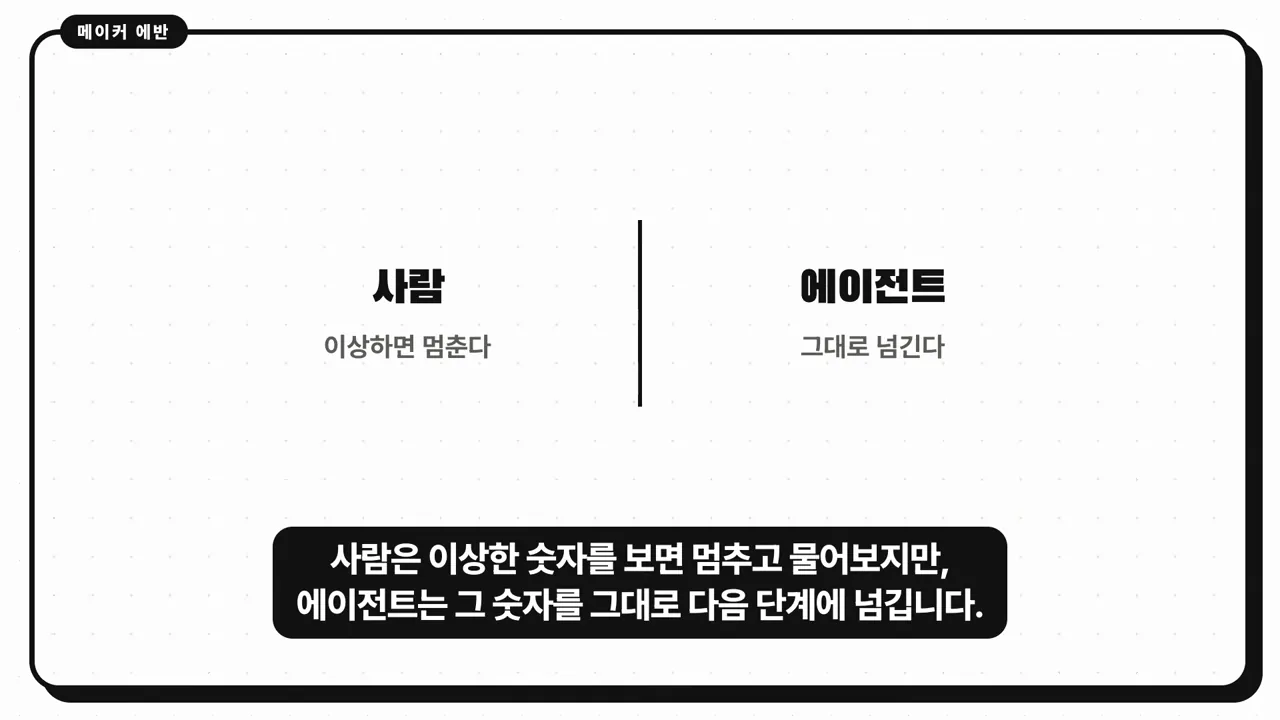 메이커 에반
사람
이상하면 멈춘다
에이전트
그대로 넘긴다
사람은 이상한 숫자를 보면 멈추고 물어보지만,
에이전트는 그 숫자를 그대로 다음 단계에 넘깁니다.